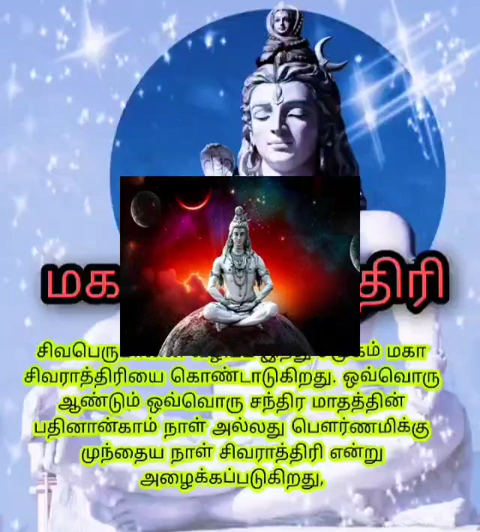 மக திரி
சிவபெரு மகா
சிவராத்திரியை கொண்டாடுகிறது. ஒவ்வொரு
ஆண்டும் ஒவ்வொரு சந்திர மாதத்தின்
பதினான்காம் நாள் அல்லது பௌர்ணமிக்கு
முந்தைய நாள் சிவராத்திரி என்று
அழைக்கப்படுகிறது,